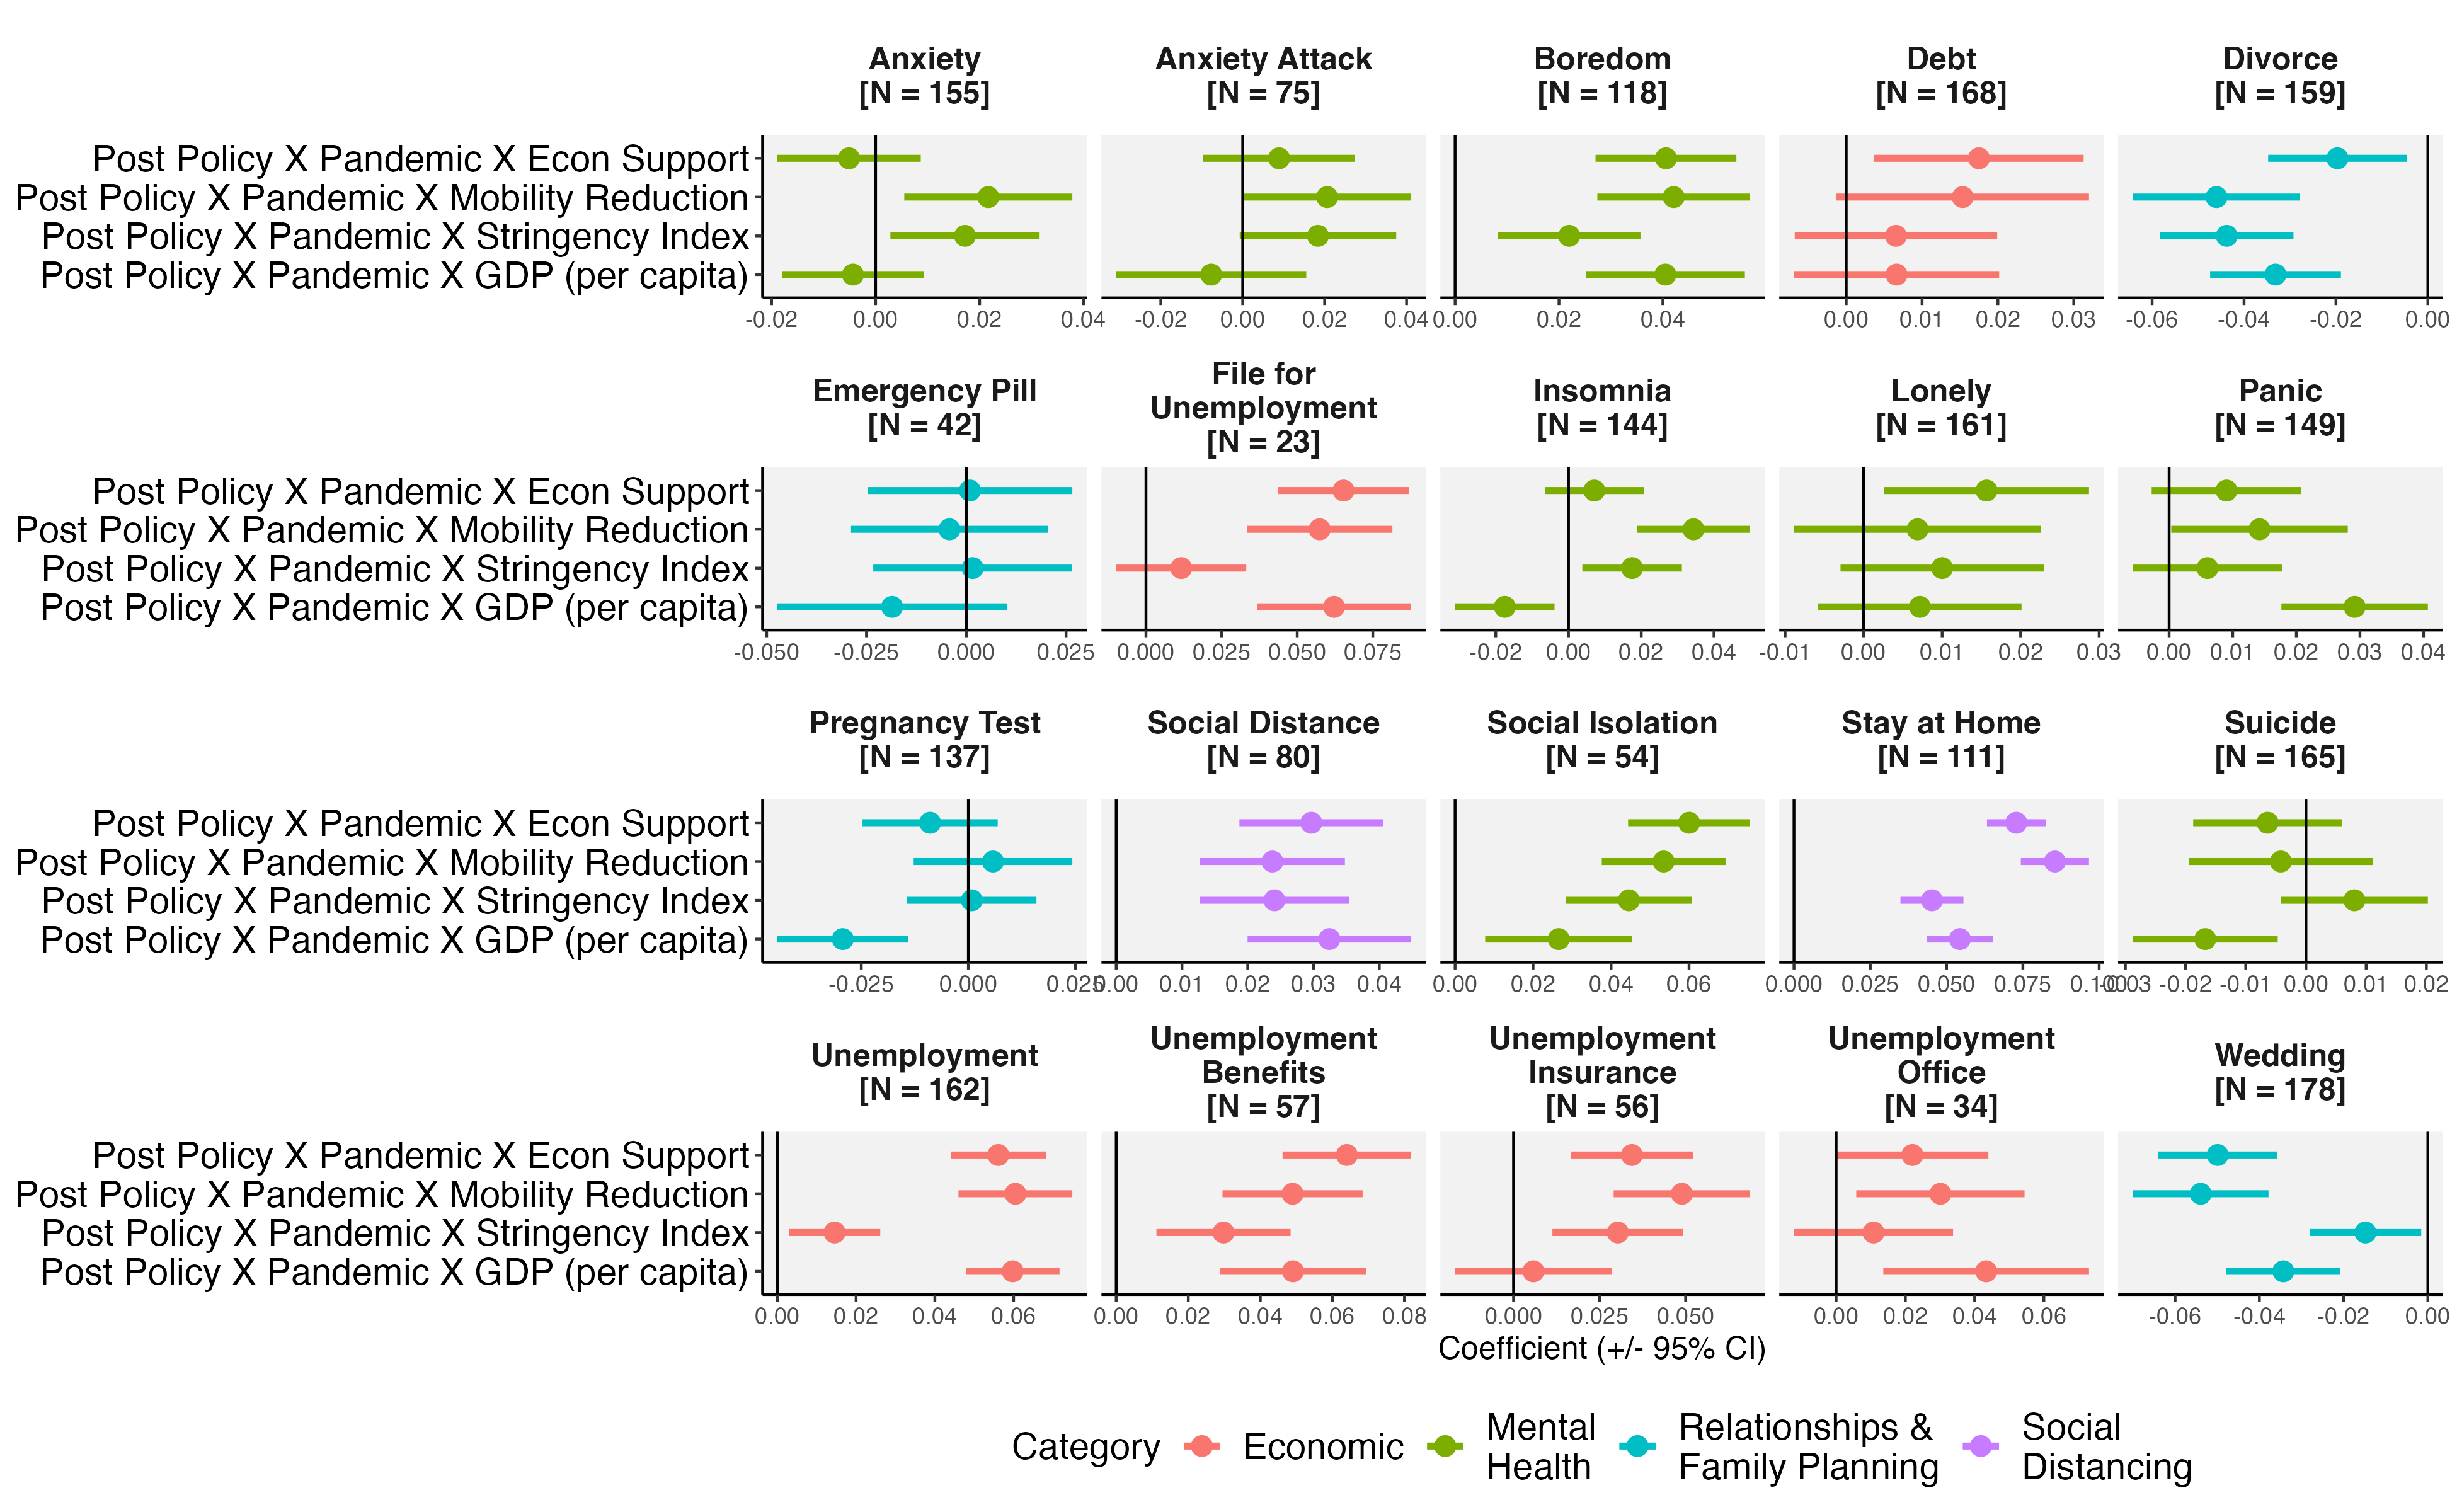 Anxiety Anxiety Attack Boredom Debt Divorce
[N = 155] [N = 75] [N = 118] [N = 168] [N = 159]
Post Policy X Pandemic X Econ Support
Post Policy X Pandemic X Mobility Reduction
Post Policy X Pandemic X Stringency Index
Post Policy X Pandemic X GDP (per capita)
-0.02 0.00 0.02 0.04 -0.02 0.00 0.02 0.04 0.00 0.02 0.04 0.00 0.01 0.02 0.03 -0.06 -0.04 -0.02 0.00
Emergency Pill File for Unemployment Insomnia Lonely Panic
[N = 42] [N = 23] [N = 144] [N = 161] [N = 149]
Post Policy X Pandemic X Econ Support
Post Policy X Pandemic X Mobility Reduction
Post Policy X Pandemic X Stringency Index
Post Policy X Pandemic X GDP (per capita)
-0.050 -0.025 0.000 0.025 0.000 0.025 0.050 0.075 -0.02 0.00 0.02 0.04 -0.01 0.00 0.01 0.02 0.03 0.00 0.01 0.02 0.03 0.04
Pregnancy Test Social Distance Social Isolation Stay at Home Suicide
[N = 137] [N = 80] [N = 54] [N = 111] [N = 165]
Post Policy X Pandemic X Econ Support
Post Policy X Pandemic X Mobility Reduction
Post Policy X Pandemic X Stringency Index
Post Policy X Pandemic X GDP (per capita)
-0.025 0.000 0.025 0.00 0.01 0.02 0.03 0.04 0.00 0.02 0.04 0.06 0.000 0.025 0.050 0.075 0.100 -0.03 -0.02 -0.01 0.00 0.01 0.02
Unemployment Unemployment Benefits Unemployment Insurance Unemployment Office Wedding
[N = 162] [N = 57] [N = 56] [N = 34] [N = 178]
Post Policy X Pandemic X Econ Support
Post Policy X Pandemic X Mobility Reduction
Post Policy X Pandemic X Stringency Index
Post Policy X Pandemic X GDP (per capita)
0.00 0.02 0.04 0.06 0.00 0.02 0.04 0.06 0.08 0.000 0.025 0.050 0.00 0.02 0.04 0.06 -0.06 -0.04 -0.02 0.00
Coefficient (+/- 95% CI)
Category Economic Mental Health Relationships & Family Planning Social Distancing